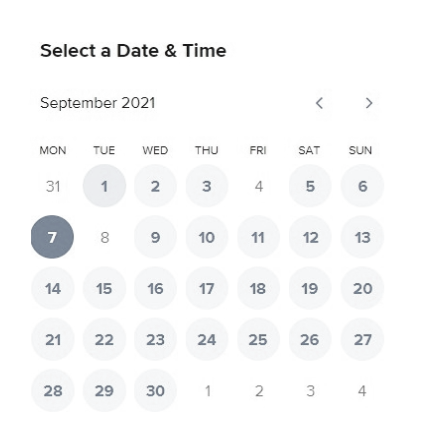 Select a Date & Time
September 2021
MON TUE WED THU FRI SAT SUN
31 1 2 3 4 5 6
7 8 9 10 11 12 13
14 15 16 17 18 19 20
21 22 23 24 25 26 27
28 29 30 1 2 3 4